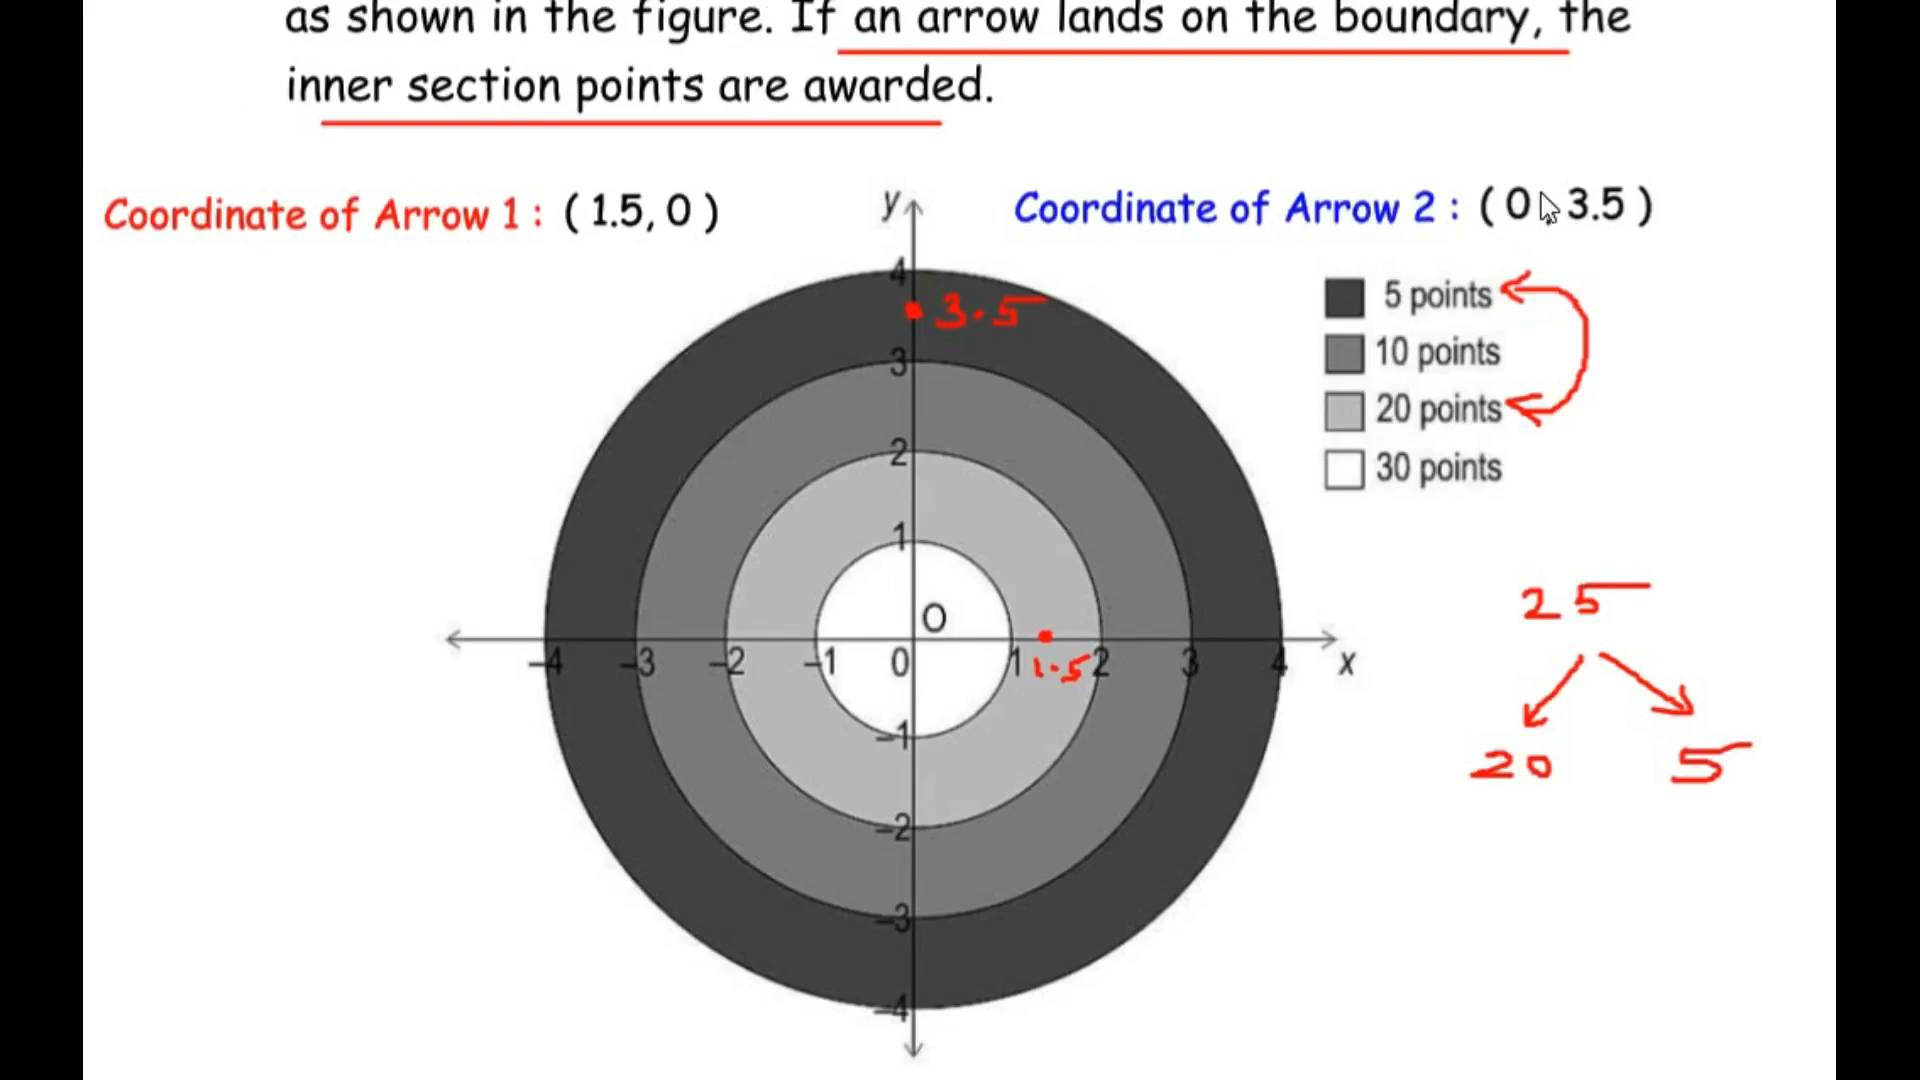 as shown in the figure. If an arrow lands on the boundary, the
inner section points are awarded.
Coordinate of Arrow 1 : ( 1.5, 0 )
Coordinate of Arrow 2 : ( 0 3.5 )
y
4
3.5
3
2
1
O
-4 -3 -2 -1 0 1 1.5 2 3 4 x
-1
-2
-3
-4
5 points
10 points
20 points
30 points
25
20 5